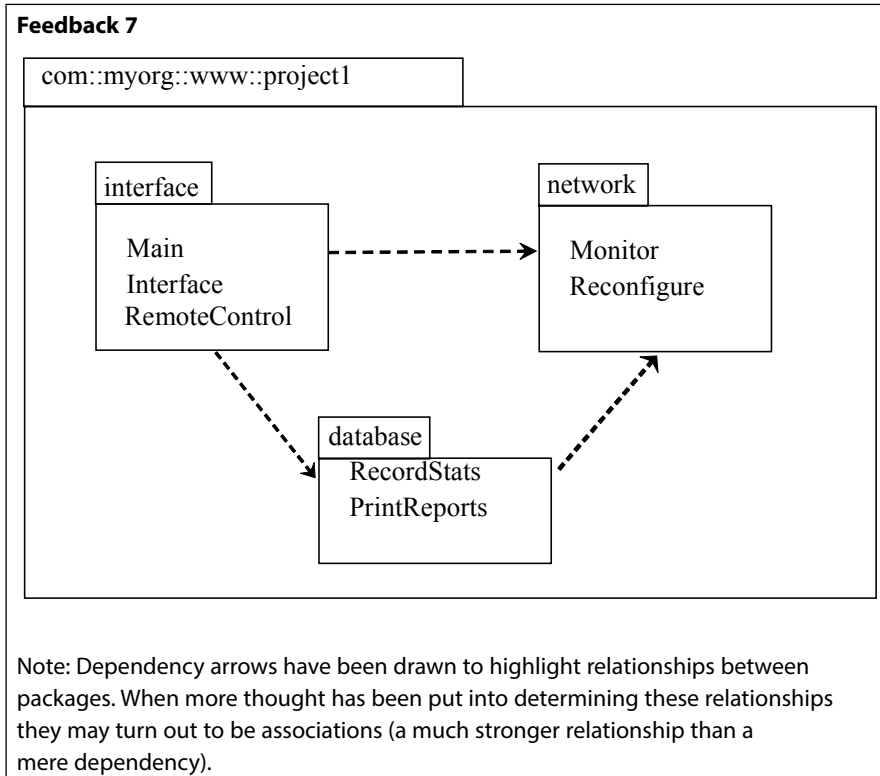 Feedback 7
com::myorg::www::project1
interface
Main
Interface
RemoteControl
network
Monitor
Reconfigure
database
RecordStats
PrintReports
Note: Dependency arrows have been drawn to highlight relationships between
packages. When more thought has been put into determining these relationships
they may turn out to be associations (a much stronger relationship than a
mere dependency).